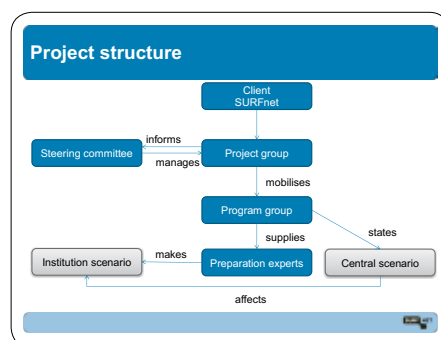 Project structure
Client
SURFnet
informs
Steering committee
Project group
manages
mobilises
Program group
states
supplies
makes
Institution scenario
Preparation experts
Central scenario
affects